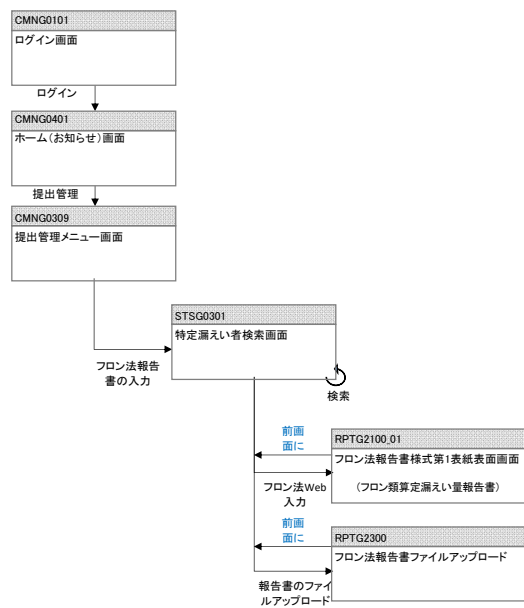 CMNG0101
ログイン画面
ログイン
CMNG0401
ホーム（お知らせ）画面
提出管理
CMNG0309
提出管理メニュー画面
フロン法報告
書の入力
STSG0301
特定漏えい者検索画面
検索
前画
面に
RPTG2100_01
フロン法報告書様式第1表紙表面画面
（フロン類算定漏えい量報告書）
フロン法Web
入力
前画
面に
RPTG2300
フロン法報告書ファイルアップロード
報告書のファイ
ルアップロード